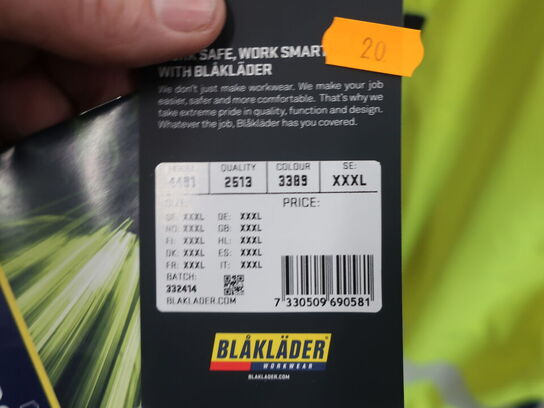 20
SAFE, WORK SMART
WITH BLÅKLÄDER
We don't just make workwear. We make your job
easier, safer and more comfortable. That's why we
take extreme pride in quality, function and design.
Whatever the job, Blåkläder has you covered.
QUALITY COLOUR SE:
2513 3389 XXXL
PRICE:
SE: XXXL DE: XXXL
NO: XXXL GB: XXXL
FI: XXXL NL: XXXL
DK: XXXL ES: XXXL
FR: XXXL IT: XXXL
BATCH:
332414
BLAKLADER.COM
7 330509 690581
BLÅKLÄDER
WORKWEAR
BLAKLADER.COM